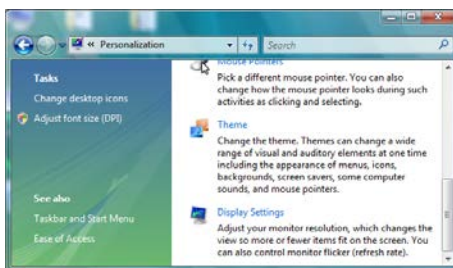 « Personalization
Search
Tasks
Change desktop icons
Adjust font size (DPI)
See also
Taskbar and Start Menu
Ease of Access
Mouse Pointers
Pick a different mouse pointer. You can also
change how the mouse pointer looks during such
activities as clicking and selecting.
Theme
Change the theme. Themes can change a wide
range of visual and auditory elements at one time
including the appearance of menus, icons,
backgrounds, screen savers, some computer
sounds, and mouse pointers.
Display Settings
Adjust your monitor resolution, which changes the
view so more or fewer items fit on the screen. You
can also control monitor flicker (refresh rate).